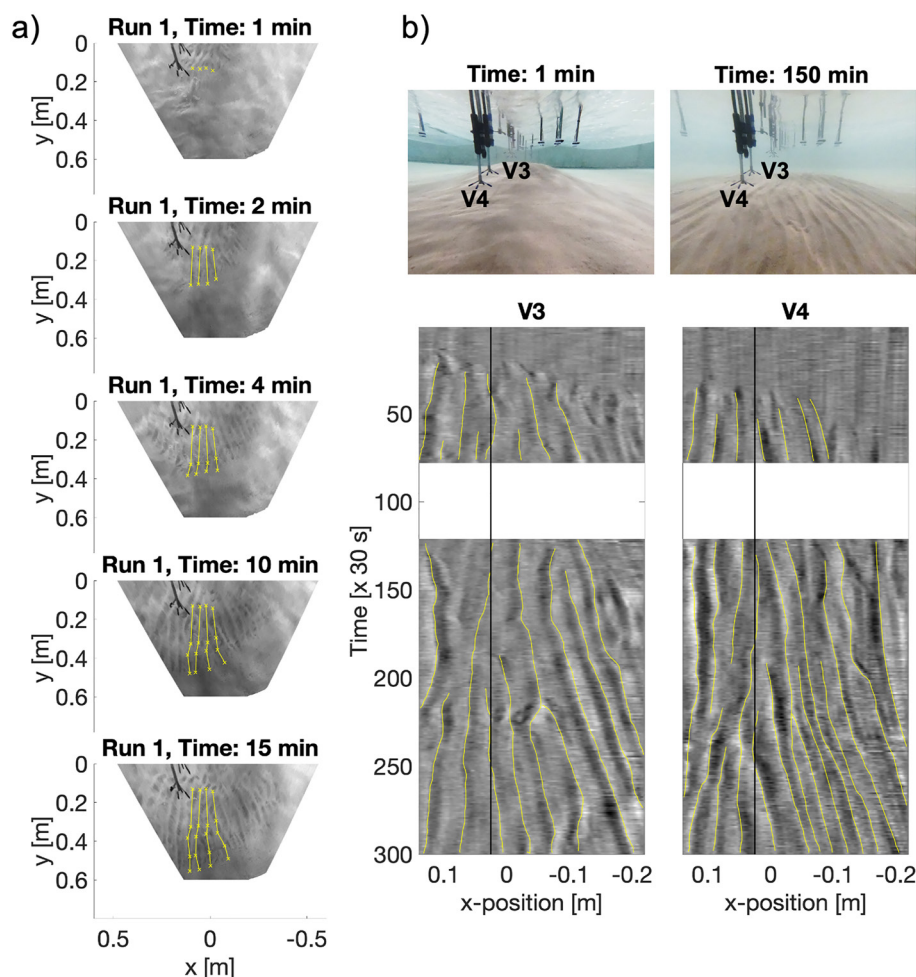 a)
Run 1, Time: 1 min
0
0.2
0.4
0.6
y [m]
Run 1, Time: 2 min
0
0.2
0.4
0.6
y [m]
Run 1, Time: 4 min
0
0.2
0.4
0.6
y [m]
Run 1, Time: 10 min
0
0.2
0.4
0.6
y [m]
Run 1, Time: 15 min
0
0.2
0.4
0.6
0.8
y [m]
0.5 0 -0.5
x [m]
b)
Time: 1 min Time: 150 min
V3 V3
V4 V4
V3 V4
50
100
150
200
250
300
Time [x 30 s]
0.1 0 -0.1 -0.2 0.1 0 -0.1 -0.2
x-position [m] x-position [m]